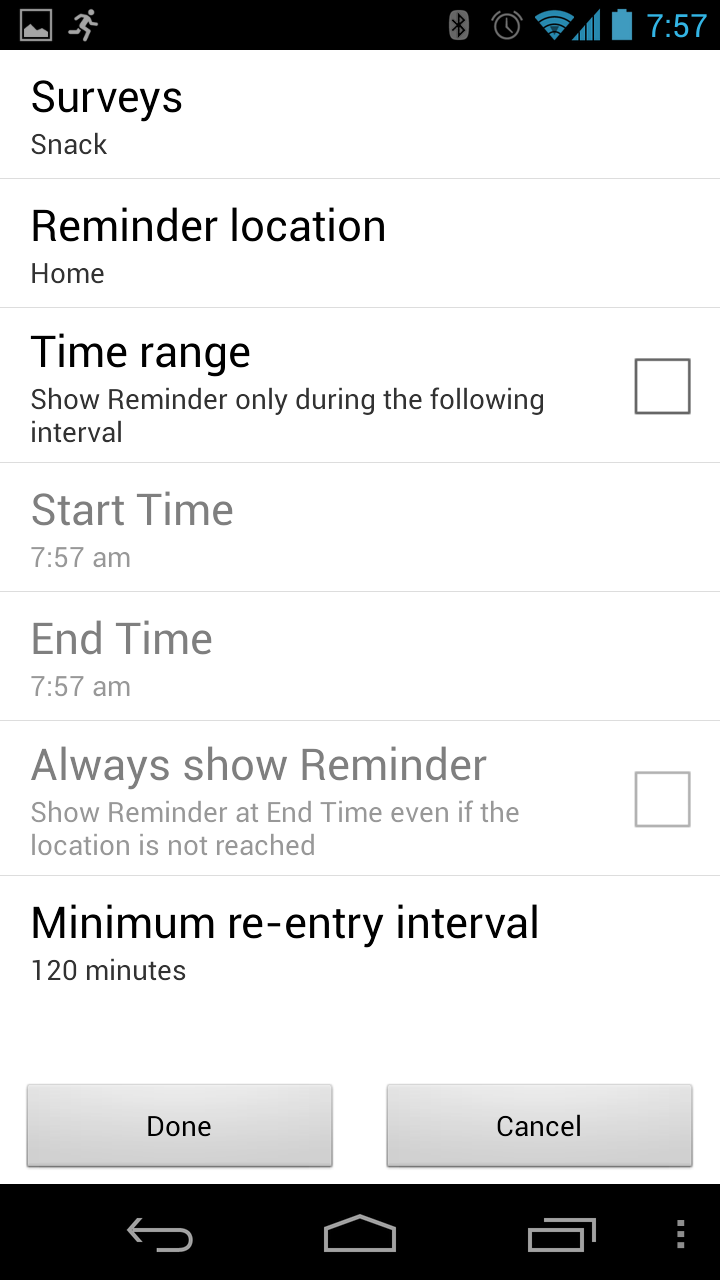 7:57
Surveys
Snack
Reminder location
Home
Time range
Show Reminder only during the following
interval
Start Time
7:57 am
End Time
7:57 am
Always show Reminder
Show Reminder at End Time even if the
location is not reached
Minimum re-entry interval
120 minutes
Done
Cancel